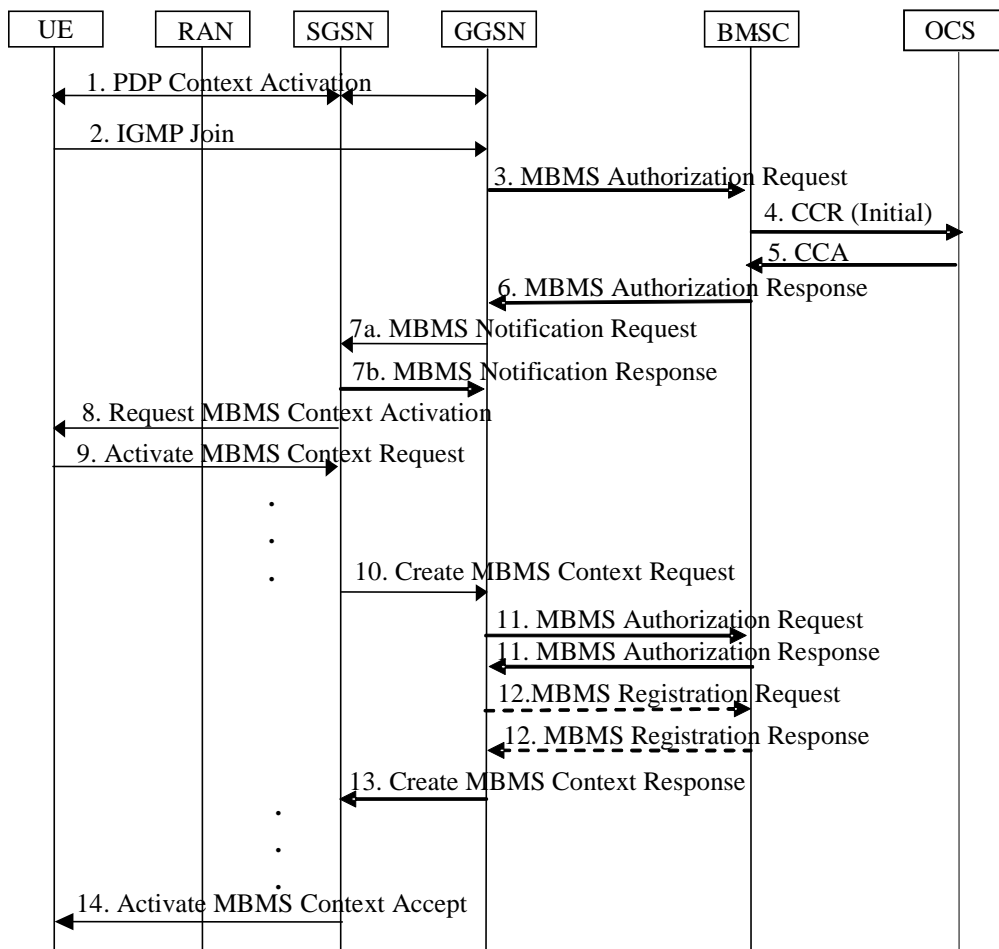 UE RAN SGSN GGSN BMSC OCS
1. PDP Context Activation
2. IGMP Join
3. MBMS Authorization Request
4. CCR (Initial)
5. CCA
6. MBMS Authorization Response
7a. MBMS Notification Request
7b. MBMS Notification Response
8. Request MBMS Context Activation
9. Activate MBMS Context Request
10. Create MBMS Context Request
11. MBMS Authorization Request
11. MBMS Authorization Response
12.MBMS Registration Request
12. MBMS Registration Response
13. Create MBMS Context Response
14. Activate MBMS Context Accept